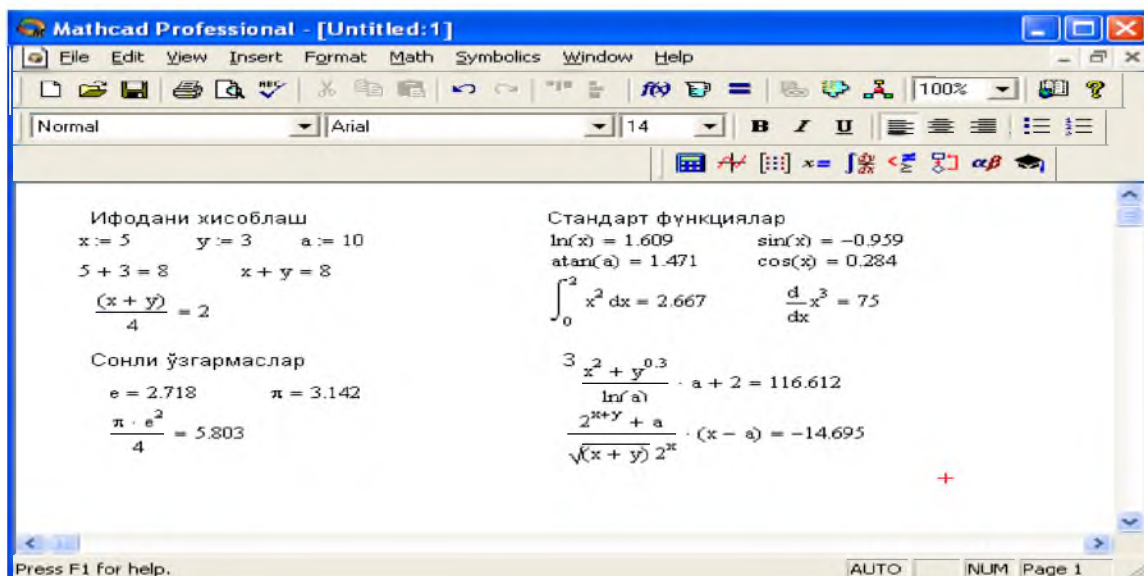 Mathcad Professional - [Untitled:1]
File Edit View Insert Format Math Symbolics Window Help
100%
Normal Arial 14 B I U
Ифодани хисоблаш
x := 5 y := 3 a := 10
5 + 3 = 8 x + y = 8
(x + y)/4 = 2
Сонли ўзгармаслар
e = 2.718 π = 3.142
π · e^2/4 = 5.803
Стандарт функциялар
ln(x) = 1.609 sin(x) = −0.959
atan(a) = 1.471 cos(x) = 0.284
∫_0^2 x^2 dx = 2.667 d/dx x^3 = 75
3 (x^2 + y^0.3)/ln(a) · a + 2 = 116.612
(2^(x+y) + a)/(√(x + y) 2^x) · (x − a) = −14.695
Press F1 for help. AUTO NUM Page 1